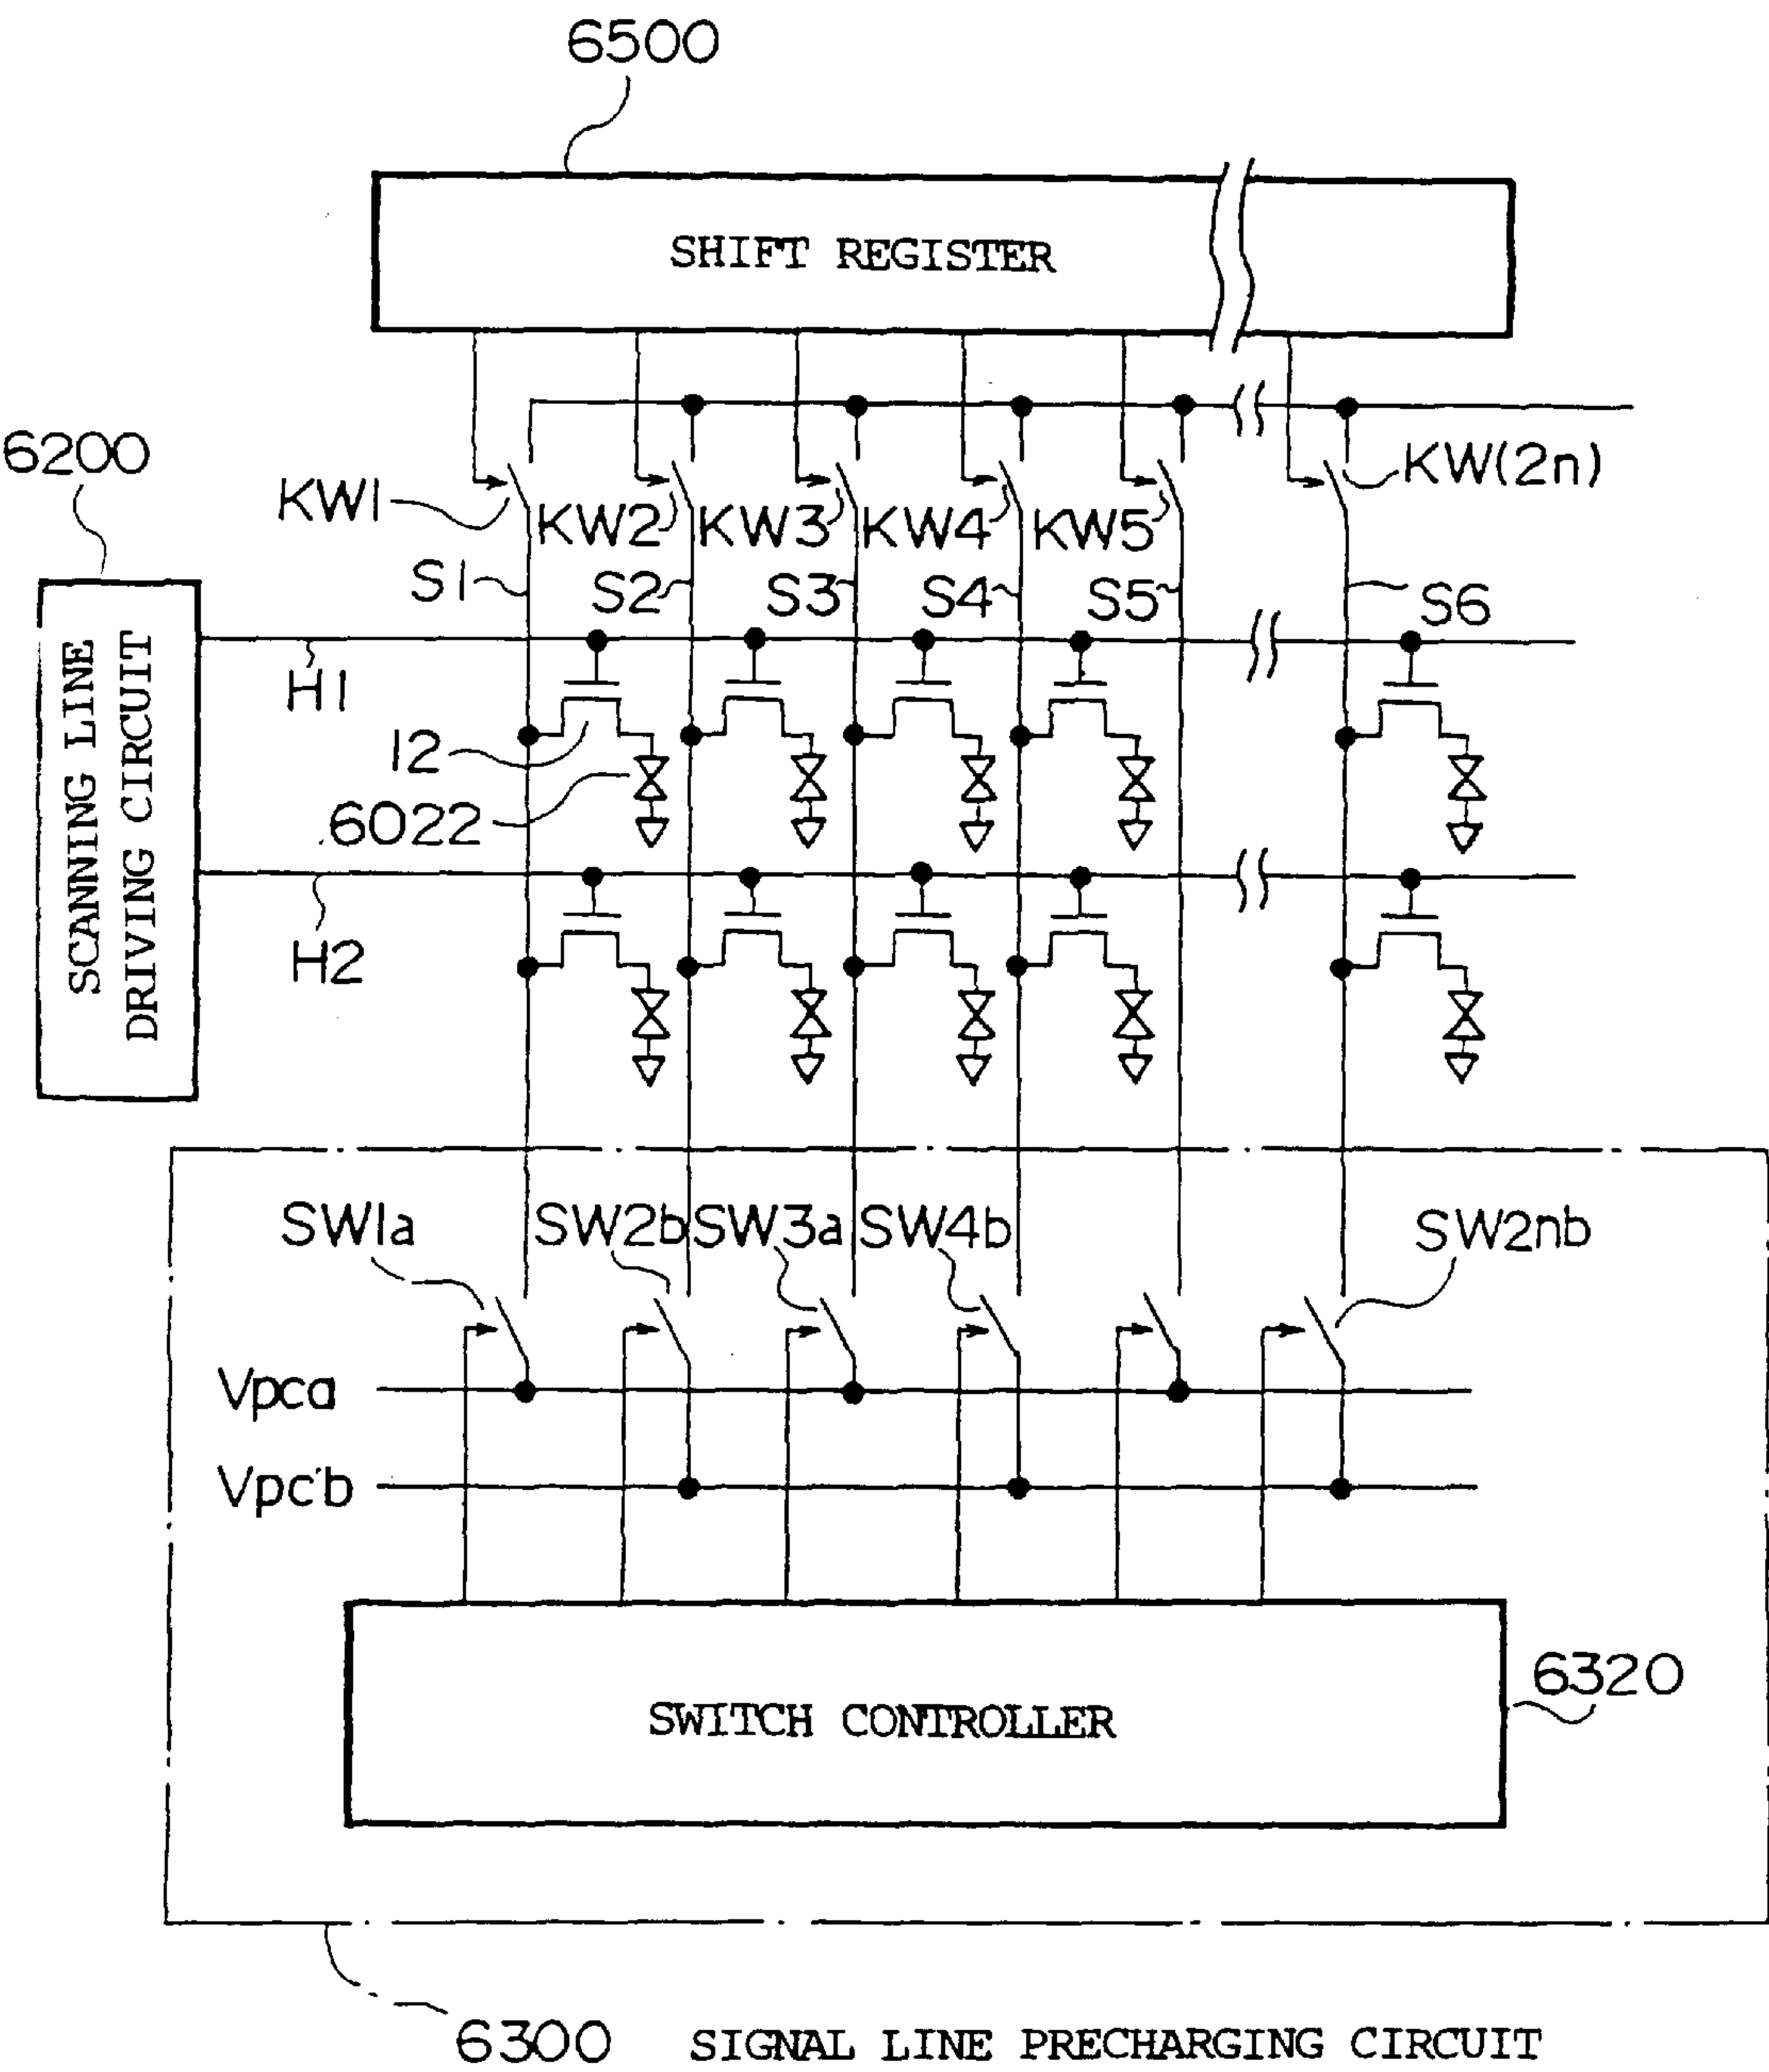 6500
SHIFT REGISTER
6200
KW1
KW2
KW3
KW4
KW5
KW(2n)
S1
S2
S3
S4
S5
S6
SCANNING LINE
DRIVING CIRCUIT
H1
12
6022
H2
SW1a
SW2b
SW3a
SW4b
SW2nb
Vpca
Vpcb
SWITCH CONTROLLER
6320
6300 SIGNAL LINE PRECHARGING CIRCUIT